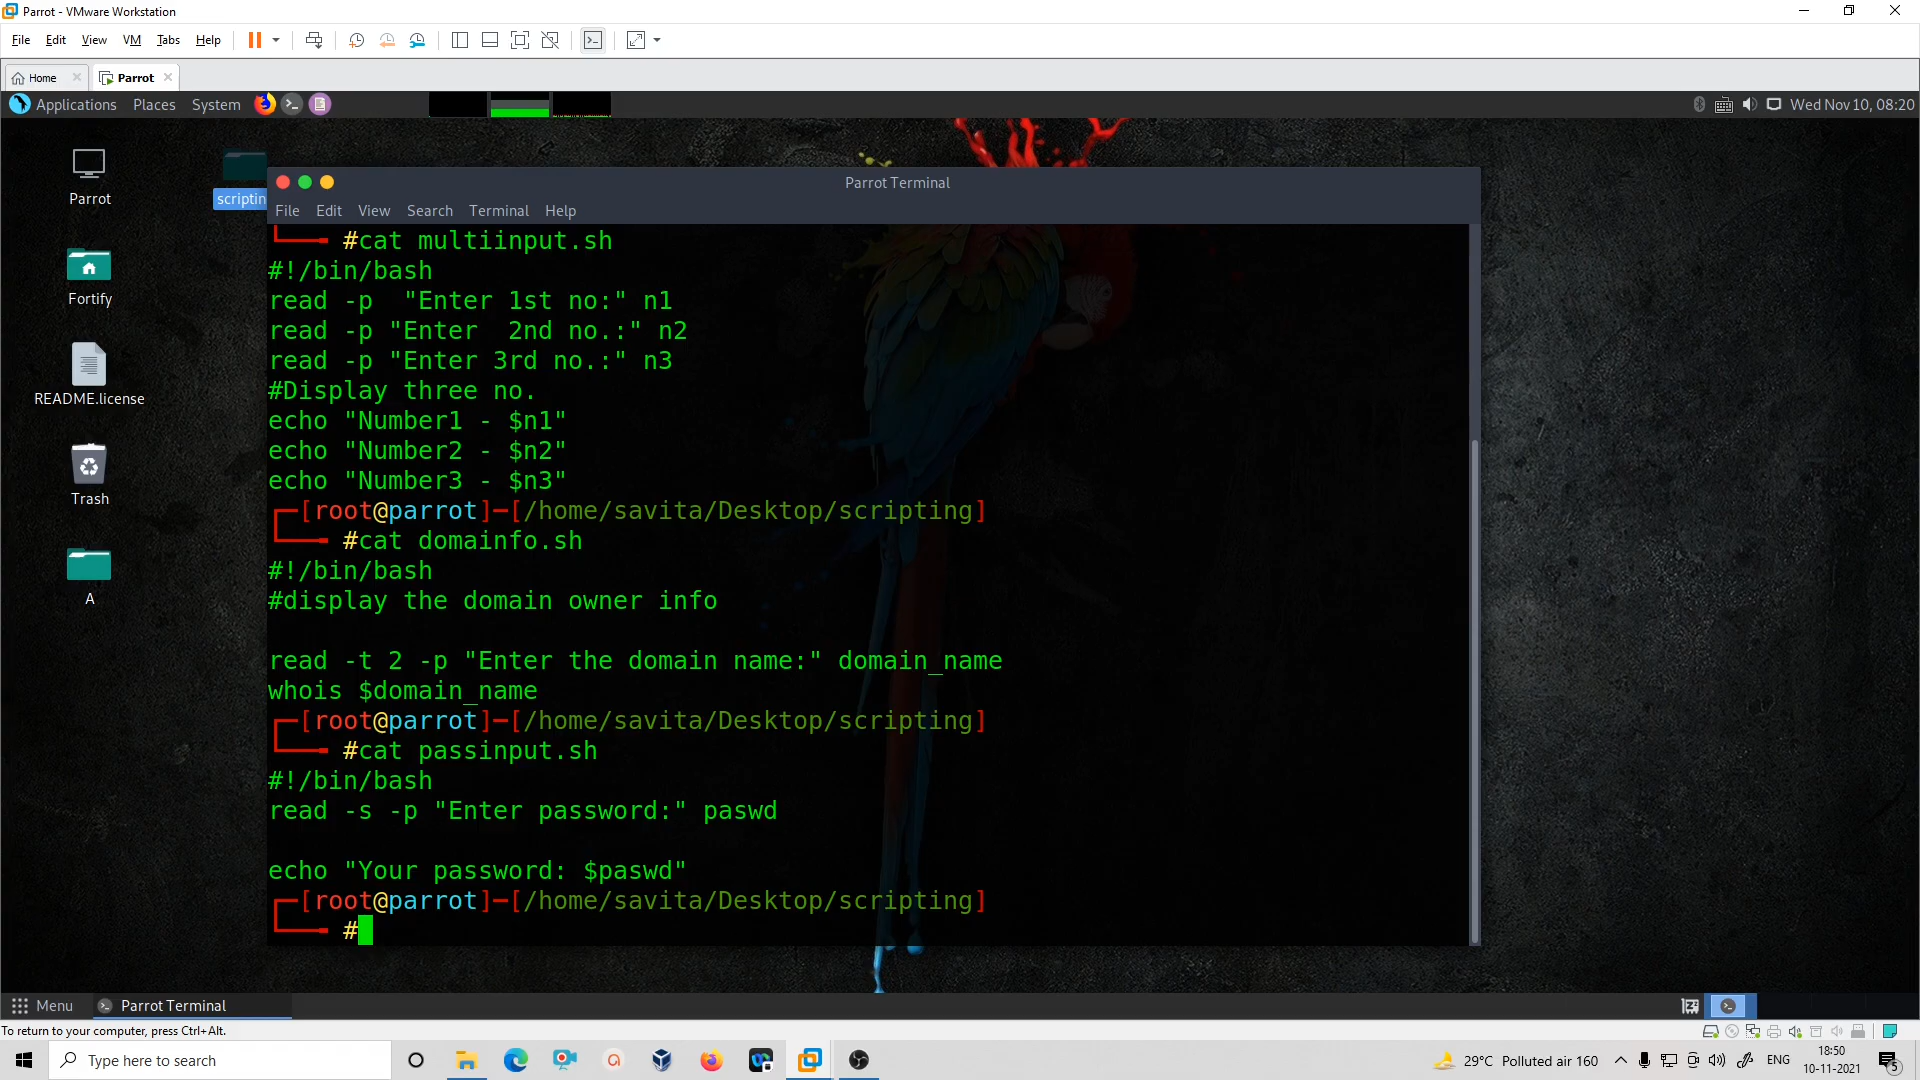 Parrot - VMware Workstation
File Edit View VM Tabs Help
Home Parrot
Applications Places System Wed Nov 10, 08:20
Parrot
scriptin
Fortify
README.license
Trash
A
Parrot Terminal
File Edit View Search Terminal Help
#cat multiinput.sh
#!/bin/bash
read -p  "Enter 1st no:" n1
read -p "Enter  2nd no.:" n2
read -p "Enter 3rd no.:" n3
#Display three no.
echo "Number1 - $n1"
echo "Number2 - $n2"
echo "Number3 - $n3"
[root@parrot]─[/home/savita/Desktop/scripting]
#cat domainfo.sh
#!/bin/bash
#display the domain owner info
read -t 2 -p "Enter the domain name:" domain_name
whois $domain_name
[root@parrot]─[/home/savita/Desktop/scripting]
#cat passinput.sh
#!/bin/bash
read -s -p "Enter password:" paswd
echo "Your password: $paswd"
[root@parrot]─[/home/savita/Desktop/scripting]
#
Menu Parrot Terminal
To return to your computer, press Ctrl+Alt.
Type here to search
29°C Polluted air 160 ENG 18:50
10-11-2021
5